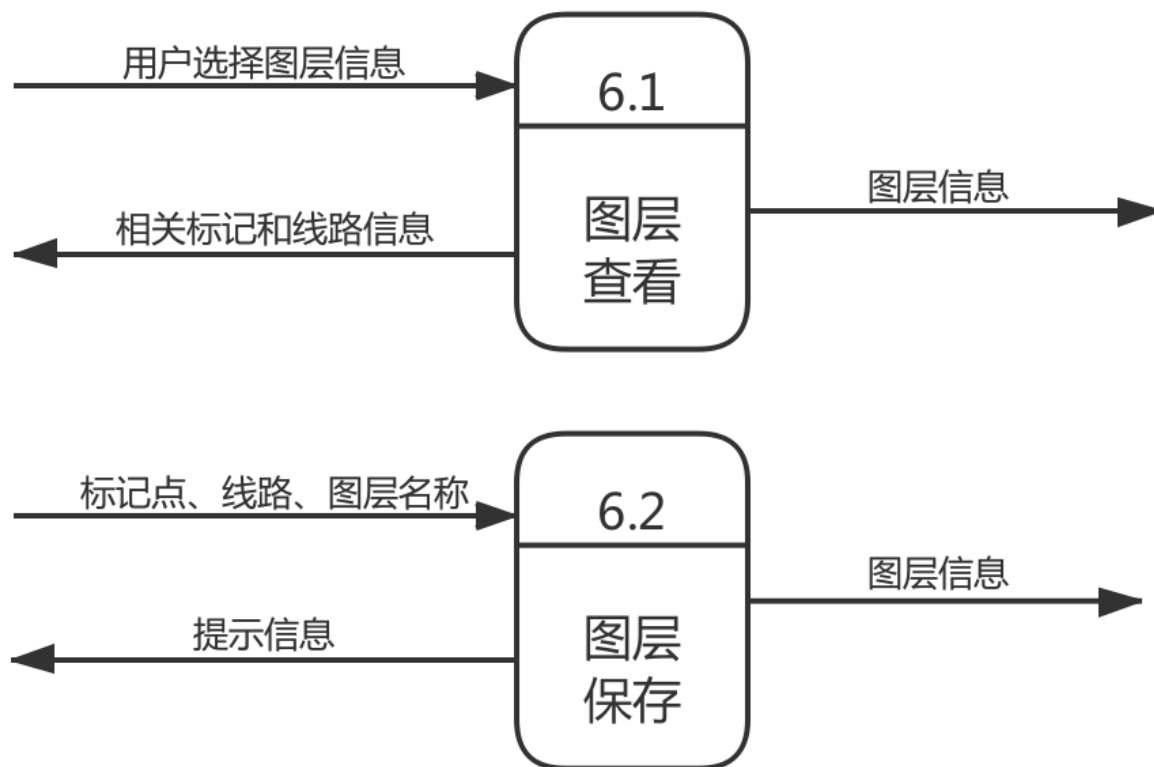 用户选择图层信息
6.1
图层信息
相关标记和线路信息
图层
查看
标记点、线路、图层名称
6.2
图层信息
提示信息
图层
保存